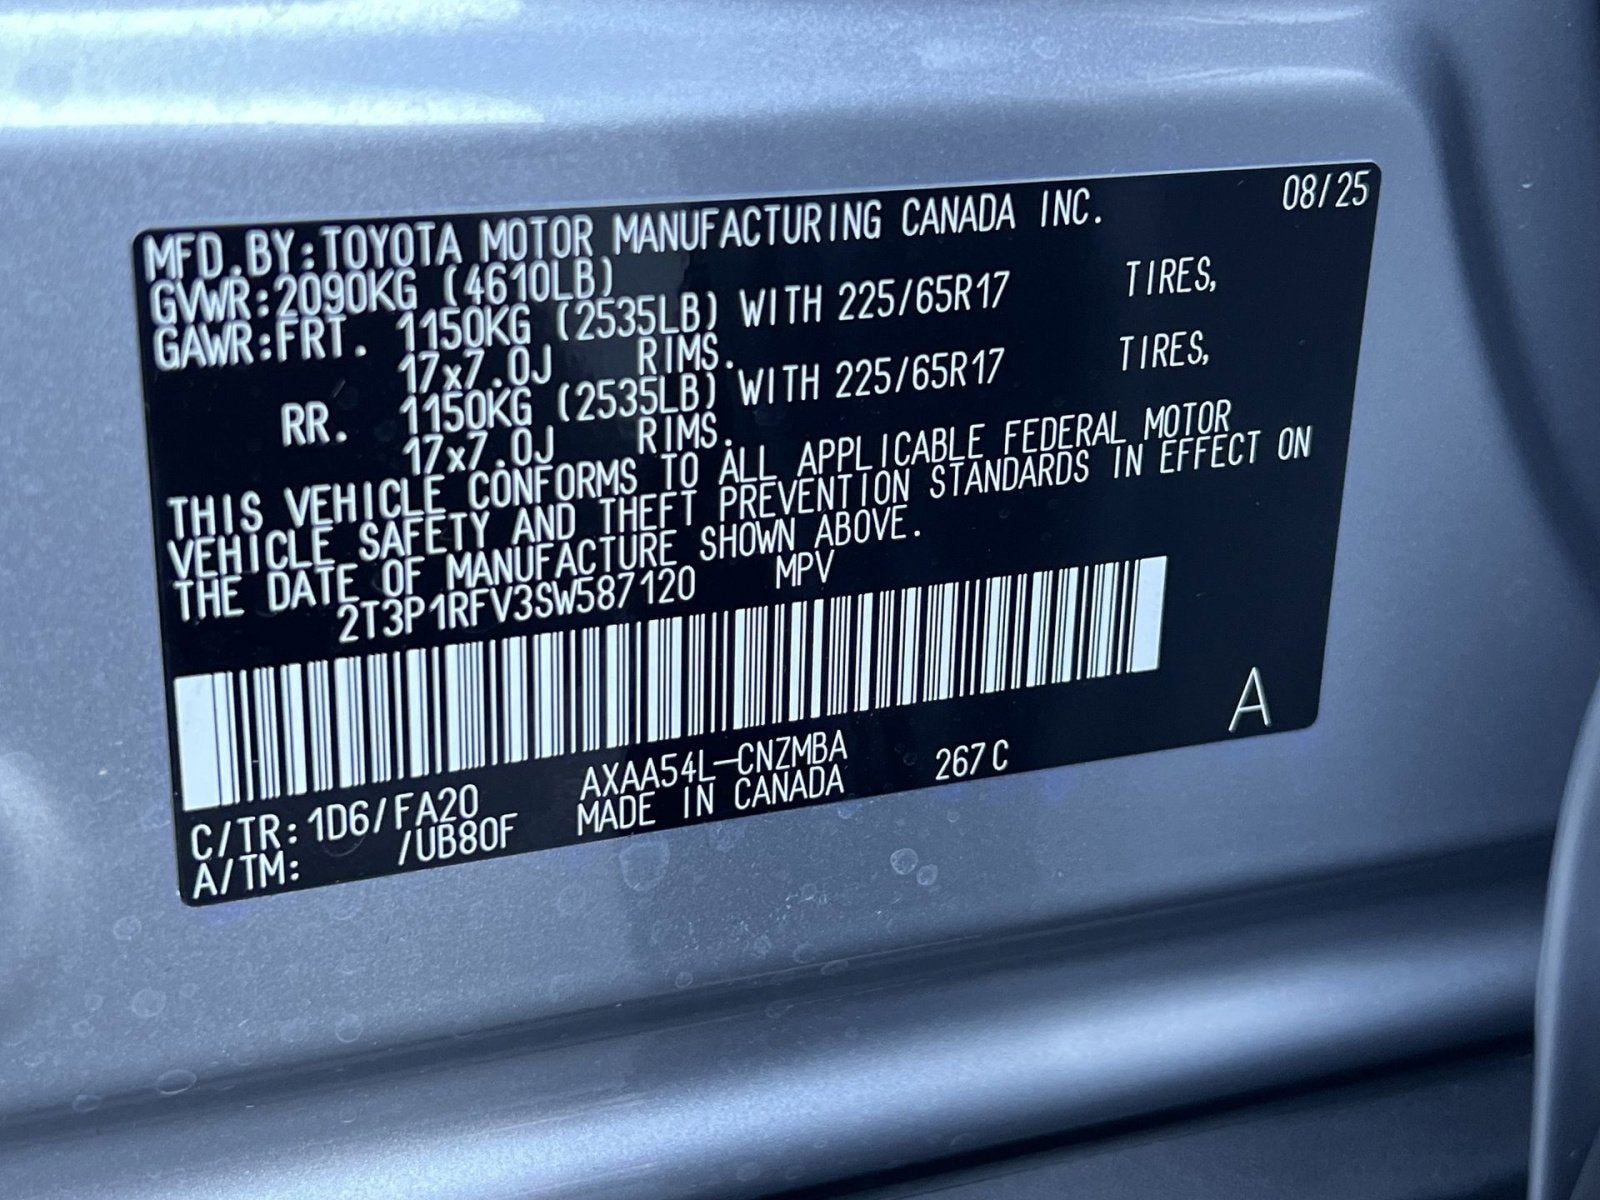 08/25
MFD.BY:TOYOTA MOTOR MANUFACTURING CANADA INC.
GVWR:2090KG (4610LB)
GAWR:FRT. 1150KG (2535LB) WITH 225/65R17 TIRES,
17x7.0J RIMS.
RR. 1150KG (2535LB) WITH 225/65R17 TIRES,
17x7.0J RIMS.
THIS VEHICLE CONFORMS TO ALL APPLICABLE FEDERAL MOTOR
VEHICLE SAFETY AND THEFT PREVENTION STANDARDS IN EFFECT ON
THE DATE OF MANUFACTURE SHOWN ABOVE.
2T3P1RFV3SW587120 MPV
A
C/TR: 1D6/FA20 AXAA54L-CNZMBA 267C
A/TM: /UB80F MADE IN CANADA